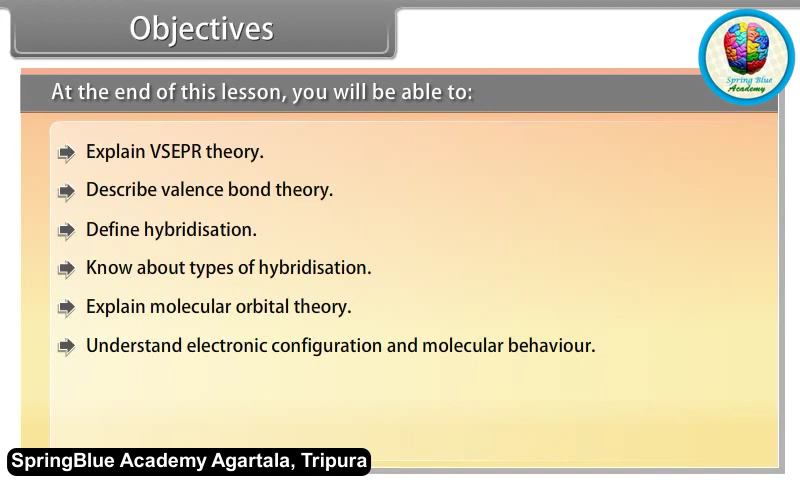 Objectives
Spring Blue
Academy
At the end of this lesson, you will be able to:
Explain VSEPR theory.
Describe valence bond theory.
Define hybridisation.
Know about types of hybridisation.
Explain molecular orbital theory.
Understand electronic configuration and molecular behaviour.
SpringBlue Academy Agartala, Tripura